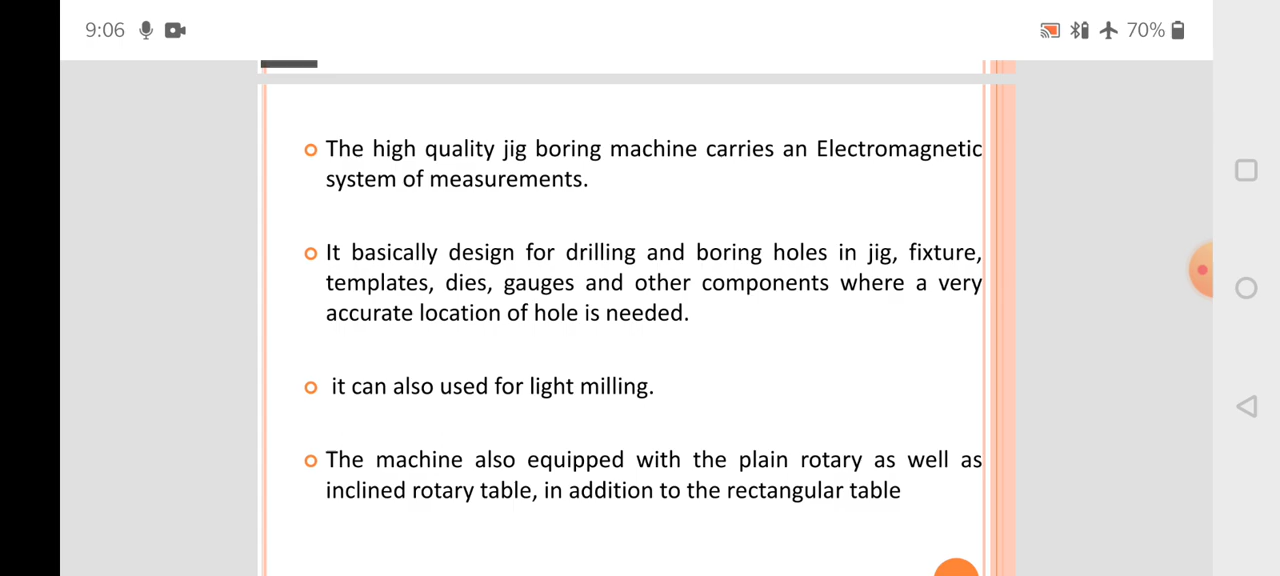 9:06
70%
The high quality jig boring machine carries an Electromagnetic
system of measurements.
It basically design for drilling and boring holes in jig, fixture,
templates, dies, gauges and other components where a very
accurate location of hole is needed.
it can also used for light milling.
The machine also equipped with the plain rotary as well as
inclined rotary table, in addition to the rectangular table